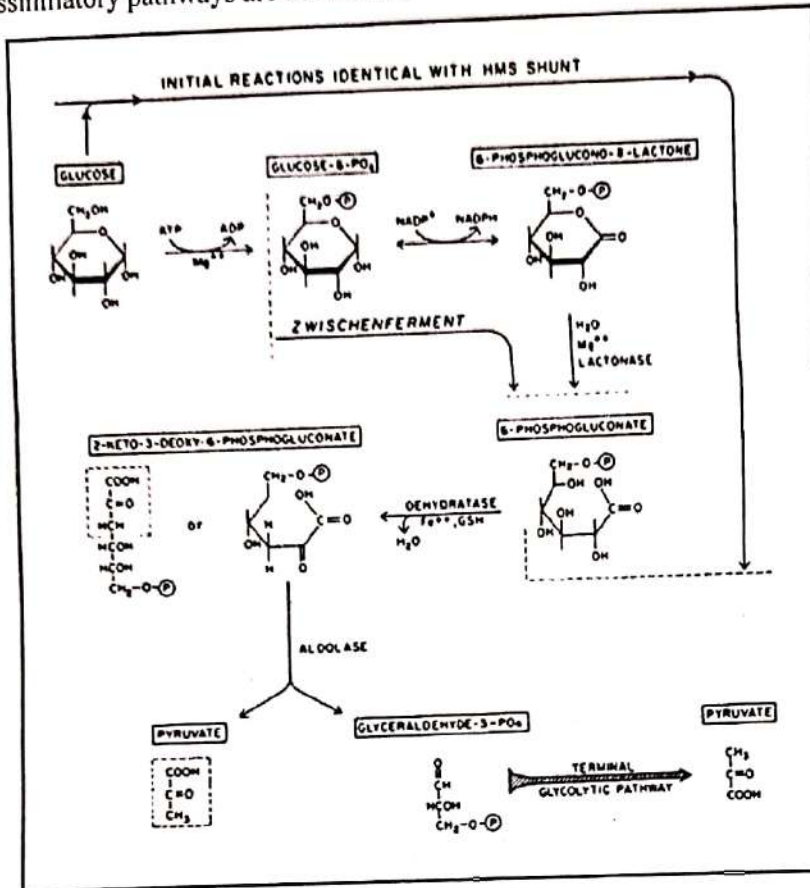 pathways are
INITIAL REACTIONS IDENTICAL WITH HMS SHUNT
GLUCOSE
GLUCOSE-6-PO₄
6-PHOSPHOGLUCONO-δ-LACTONE
CH₂OH
O
OH
OH
OH
OH
ATP
ADP
Mg⁺⁺
CH₂O-P
O
OH
OH
OH
OH
NADP⁺
NADPH
CH₂-O-P
O
OH
OH
=O
OH
ZWISCHENFERMENT
H₂O
Mg⁺⁺
LACTONASE
2-KETO-3-DEOXY-6-PHOSPHOGLUCONATE
6-PHOSPHOGLUCONATE
COOH
C=O
HCH
HCOH
HCOH
CH₂-O-P
or
CH₂-O-P
OH
C=O
H
OH
H
O
DEHYDRATASE
Fe⁺⁺,GSH
H₂O
CH₂-O-P
OH
OH
C=O
OH
OH
OH
ALDOLASE
PYRUVATE
GLYCERALDEHYDE-3-PO₄
PYRUVATE
COOH
C=O
CH₃
O
CH
HCOH
CH₂-O-P
TERMINAL
GLYCOLYTIC PATHWAY
CH₃
C=O
COOH